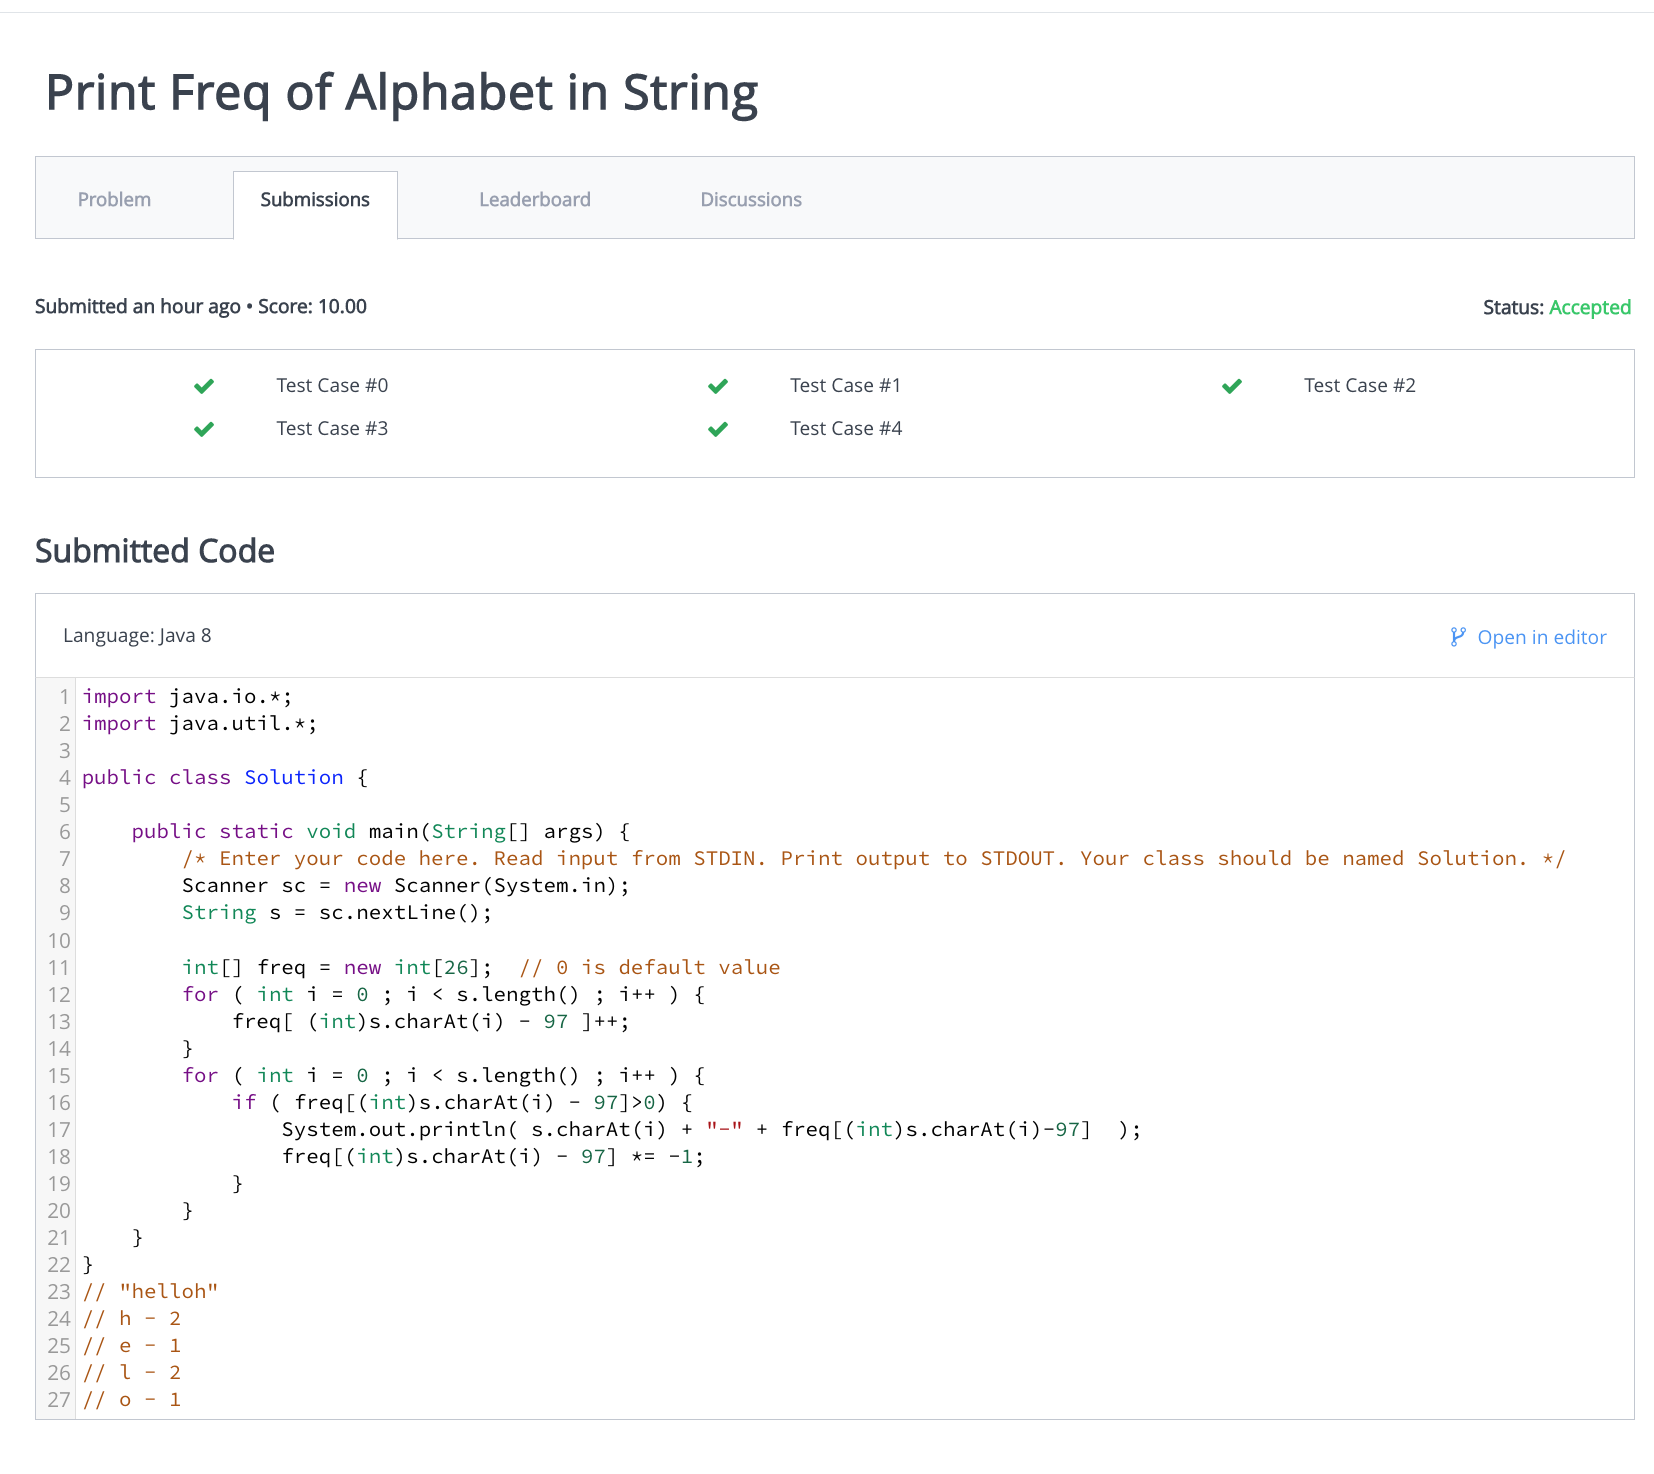 Print Freq of Alphabet in String
Problem Submissions Leaderboard Discussions
Submitted an hour ago • Score: 10.00 Status: Accepted
Test Case #0 Test Case #1 Test Case #2
Test Case #3 Test Case #4
Submitted Code
Language: Java 8 Open in editor
1 import java.io.*;
2 import java.util.*;
3
4 public class Solution {
5
6     public static void main(String[] args) {
7         /* Enter your code here. Read input from STDIN. Print output to STDOUT. Your class should be named Solution. */
8         Scanner sc = new Scanner(System.in);
9         String s = sc.nextLine();
10
11         int[] freq = new int[26];  // 0 is default value
12         for ( int i = 0 ; i < s.length() ; i++ ) {
13             freq[ (int)s.charAt(i) - 97 ]++;
14         }
15         for ( int i = 0 ; i < s.length() ; i++ ) {
16             if ( freq[(int)s.charAt(i) - 97]>0) {
17                 System.out.println( s.charAt(i) + "-" + freq[(int)s.charAt(i)-97]  );
18                 freq[(int)s.charAt(i) - 97] *= -1;
19             }
20         }
21     }
22 }
23 // "helloh"
24 // h - 2
25 // e - 1
26 // l - 2
27 // o - 1